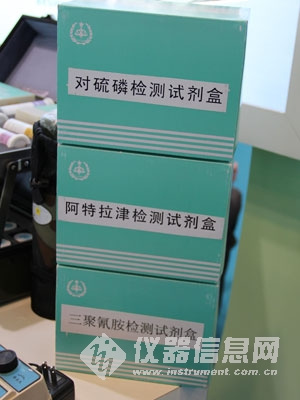 对硫磷检测试剂盒
阿特拉津检测试剂盒
三聚氰胺检测试剂盒
仪器信息网
www.instrument.com.cn